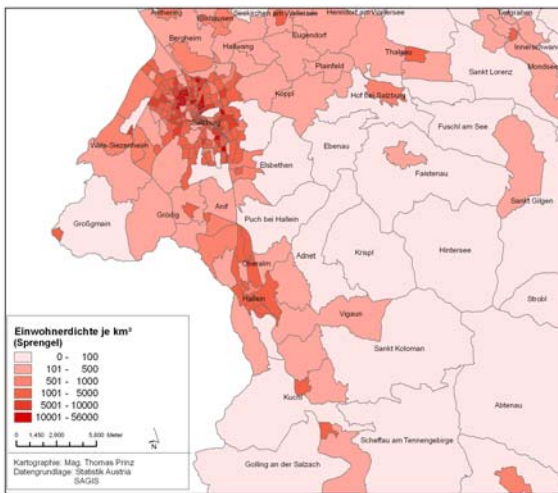 Anthering
Elixhausen
Seekirchen am Wallersee
Henndorf am Wallersee
Tiefgraben
Bergheim
Hallwang
Eugendorf
Thalgau
Innerschwand
Mondsee
Plainfeld
Sankt Lorenz
Koppl
Hof bei Salzburg
Salzburg
Fuschl am See
Wals-Siezenheim
Ebenau
Elsbethen
Faistenau
Sankt Gilgen
Großgmain
Grödig
Anif
Puch bei Hallein
Adnet
Krispl
Hintersee
Oberalm
Hallein
Strobl
Vigaun
Sankt Koloman
Kuchl
Abtenau
Scheffau am Tennengebirge
Golling an der Salzach
Einwohnerdichte je km²
(Sprengel)
0 - 100
101 - 500
501 - 1000
1001 - 5000
5001 - 10000
10001 - 56000
0 1,450 2,900 5,800 Meter
N
Kartographie: Mag. Thomas Prinz
Datengrundlage: Statistik Austria
SAGIS